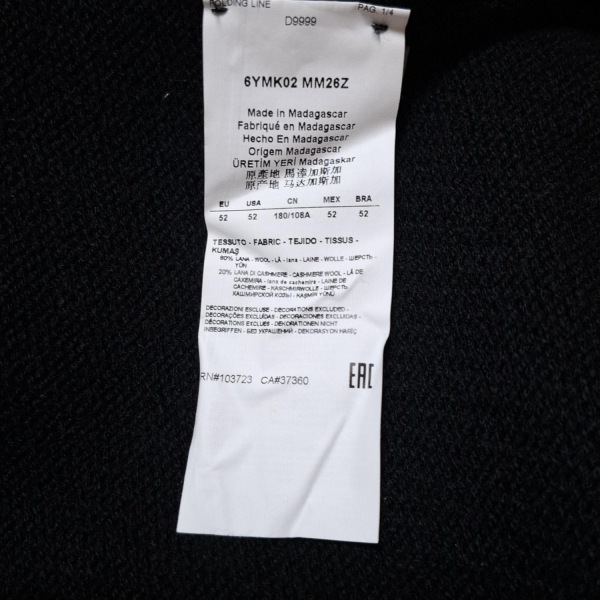 FOLDING LINE PAG. 1/4
D9999
6YMK02 MM26Z
Made in Madagascar
Fabriqué en Madagascar
Hecho En Madagascar
Origem Madagascar
ÜRETİM YERİ Madagaskar
原產地 馬達加斯加
原产地 马达加斯加
EU USA CN MEX BRA
52 52 180/108A 52 52
TESSUTO - FABRIC - TEJIDO - TISSUS -
KUMAŞ
80% LANA - WOOL - LÃ - lana - LAINE - WOLLE - ШЕРСТЬ -
YÜN
20% LANA DI CASHMERE - CASHMERE WOOL - LÃ DE
CAXEMIRA - lana de cachemira - LAINE DE
CACHEMIRE - KASCHMIRWOLLE - ШЕРСТЬ
КАШМИРСКОЙ КОЗЫ - KAŞMİR YÜNÜ
DECORAZIONI ESCLUSE - DECORATIONS EXCLUDED -
DECORAÇÕES EXCLUÍDAS - DECORACIONES EXCLUIDAS -
DÉCORATIONS EXCLUES - DEKORATIONEN NICHT
INBEGRIFFEN - БЕЗ УКРАШЕНИЙ - DEKORASYON HARİÇ
RN#103723 CA#37360 EAC